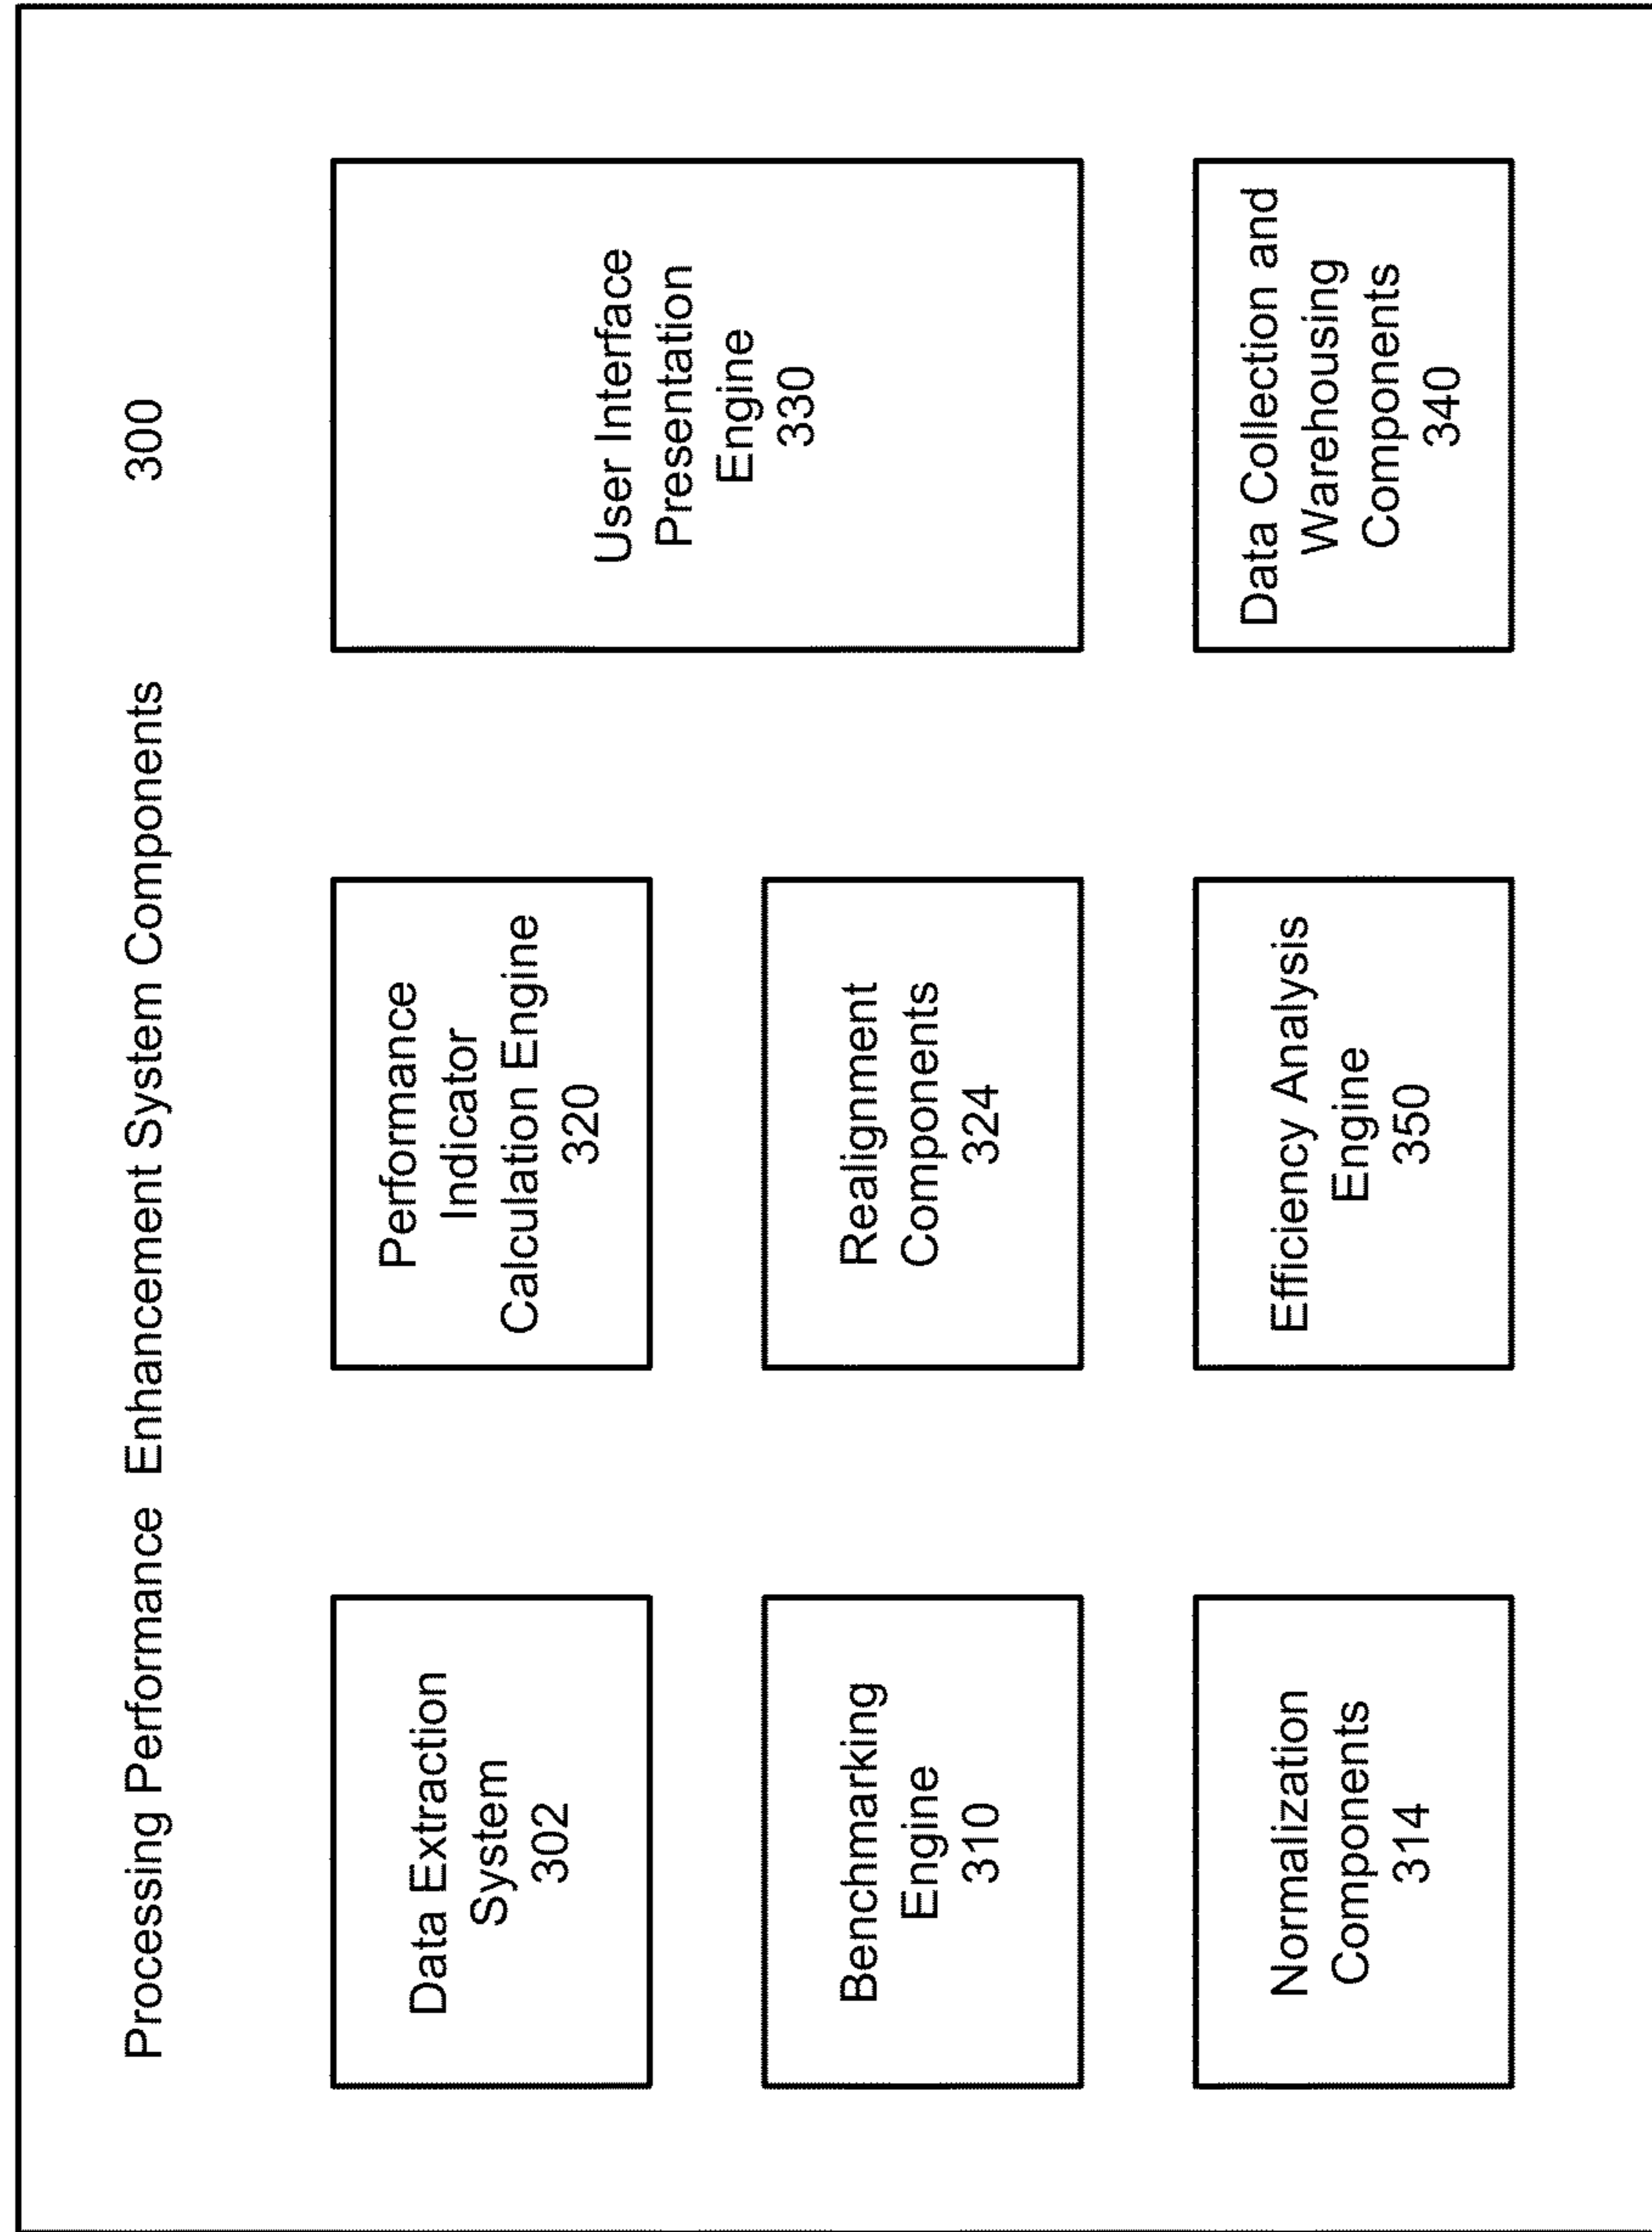 Processing Performance Enhancement System Components 300
Data Extraction
System
302
Performance
Indicator
Calculation Engine
320
User Interface
Presentation
Engine
330
Benchmarking
Engine
310
Realignment
Components
324
Normalization
Components
314
Efficiency Analysis
Engine
350
Data Collection and
Warehousing
Components
340